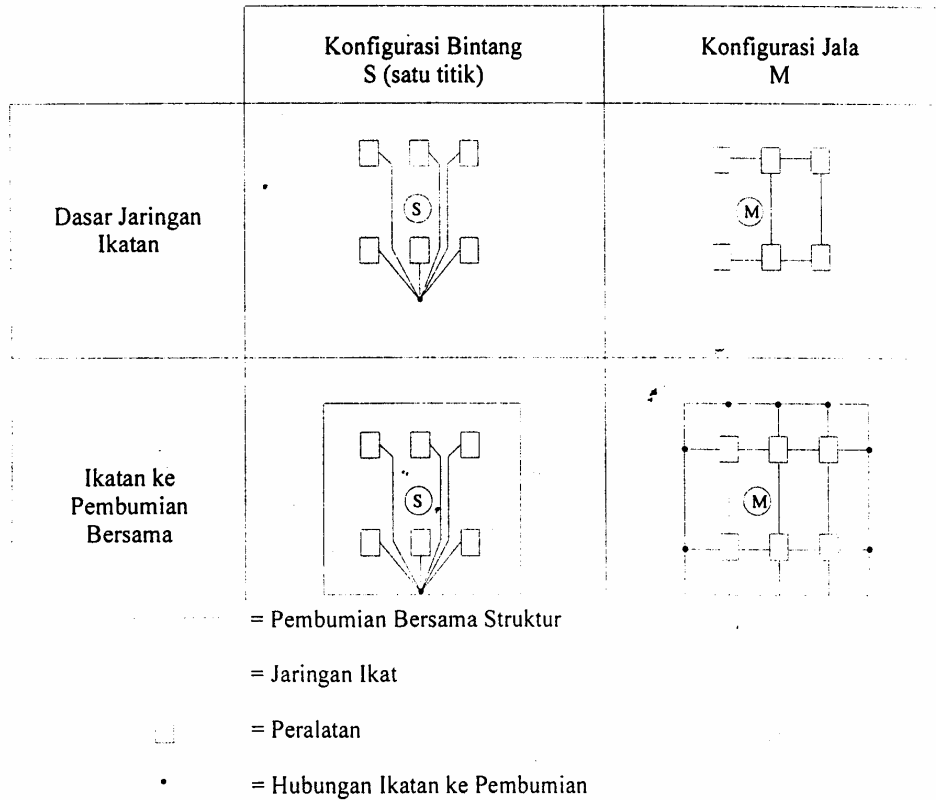 Konfigurasi Bintang
S (satu titik)
Konfigurasi Jala
M
Dasar Jaringan
Ikatan
S
M
Ikatan ke
Pembumian
Bersama
S
M
= Pembumian Bersama Struktur
= Jaringan Ikat
= Peralatan
= Hubungan Ikatan ke Pembumian